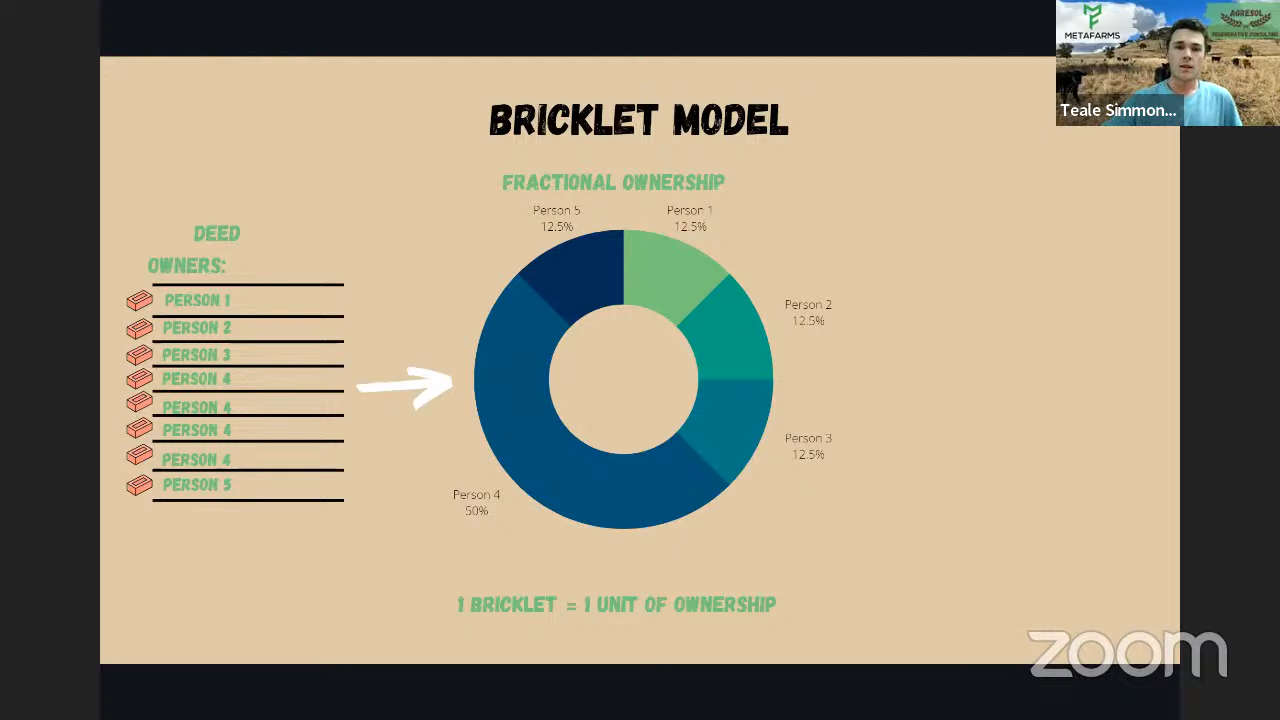 BRICKLET MODEL
FRACTIONAL OWNERSHIP
DEED
OWNERS:
PERSON 1
PERSON 2
PERSON 3
PERSON 4
PERSON 4
PERSON 4
PERSON 4
PERSON 5
Person 5
12.5%
Person 1
12.5%
Person 2
12.5%
Person 3
12.5%
Person 4
50%
1 BRICKLET = 1 UNIT OF OWNERSHIP
METAFARMS
AGRESOL
REGENERATIVE CONSULTING
Teale Simmon...
zoom